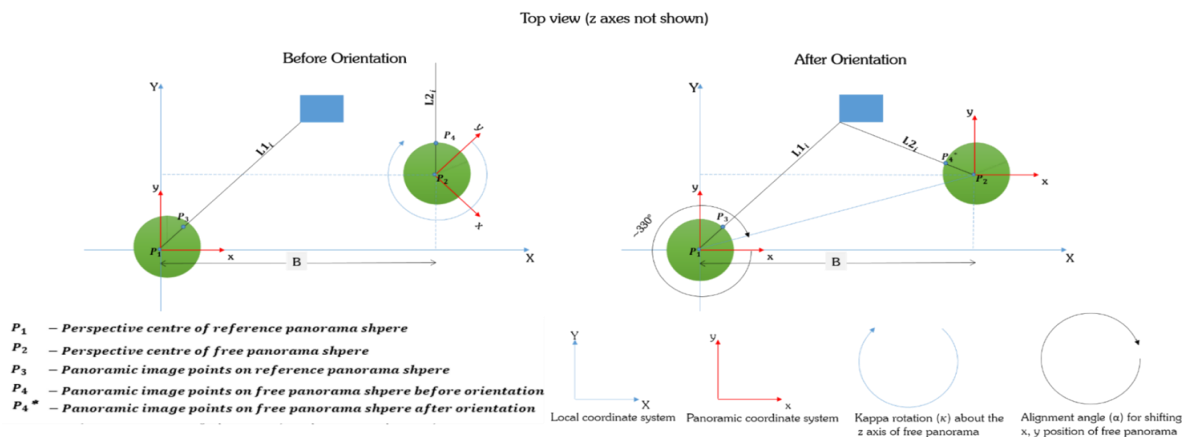 Top view (z axes not shown)
Before Orientation
Y
L1ᵢ
L2ᵢ
P₄
y
P₂
x
y
P₃
P₁
x
X
B
After Orientation
Y
L1ᵢ
L2ᵢ
y
P₄*
P₂
x
y
~330°
P₃
P₁
x
X
B
P₁ – Perspective centre of reference panorama shpere
P₂ – Perspective centre of free panorama shpere
P₃ – Panoramic image points on reference panorama shpere
P₄ – Panoramic image points on free panorama shpere before orientation
P₄* – Panoramic image points on free panorama shpere after orientation
Y
X
Local coordinate system
y
x
Panoramic coordinate system
Kappa rotation (κ) about the
z axis of free panorama
Alignment angle (α) for shifting
x, y position of free panorama